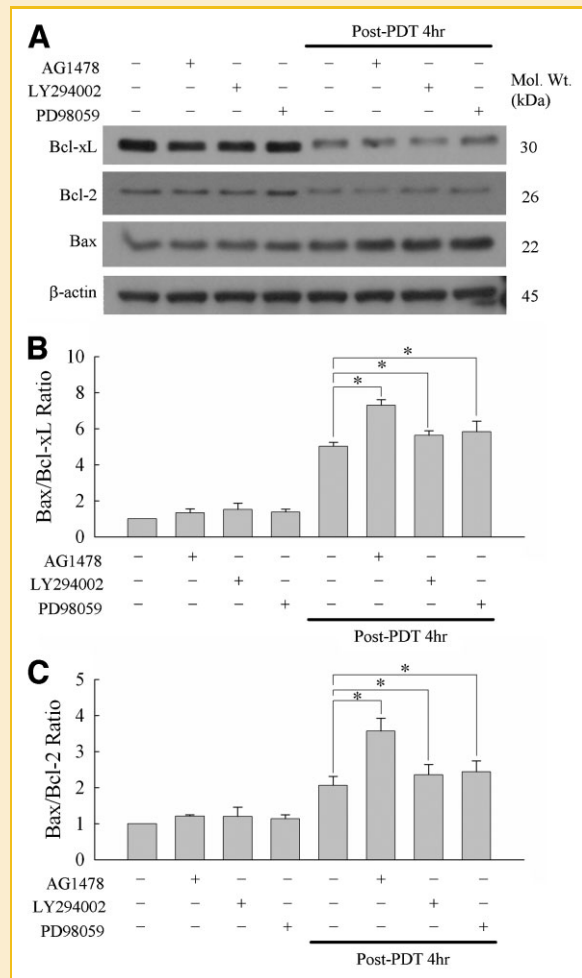 A
Post-PDT 4hr
AG1478 – + – – – + – –
LY294002 – – + – – – + –
PD98059 – – – + – – – +
Mol. Wt.
(kDa)
Bcl-xL 30
Bcl-2 26
Bax 22
β-actin 45
B
Bax/Bcl-xL Ratio
10
8
6
4
2
0
*
*
*
AG1478 – + – – – + – –
LY294002 – – + – – – + –
PD98059 – – – + – – – +
Post-PDT 4hr
C
Bax/Bcl-2 Ratio
5
4
3
2
1
0
*
*
*
AG1478 – + – – – + – –
LY294002 – – + – – – + –
PD98059 – – – + – – – +
Post-PDT 4hr